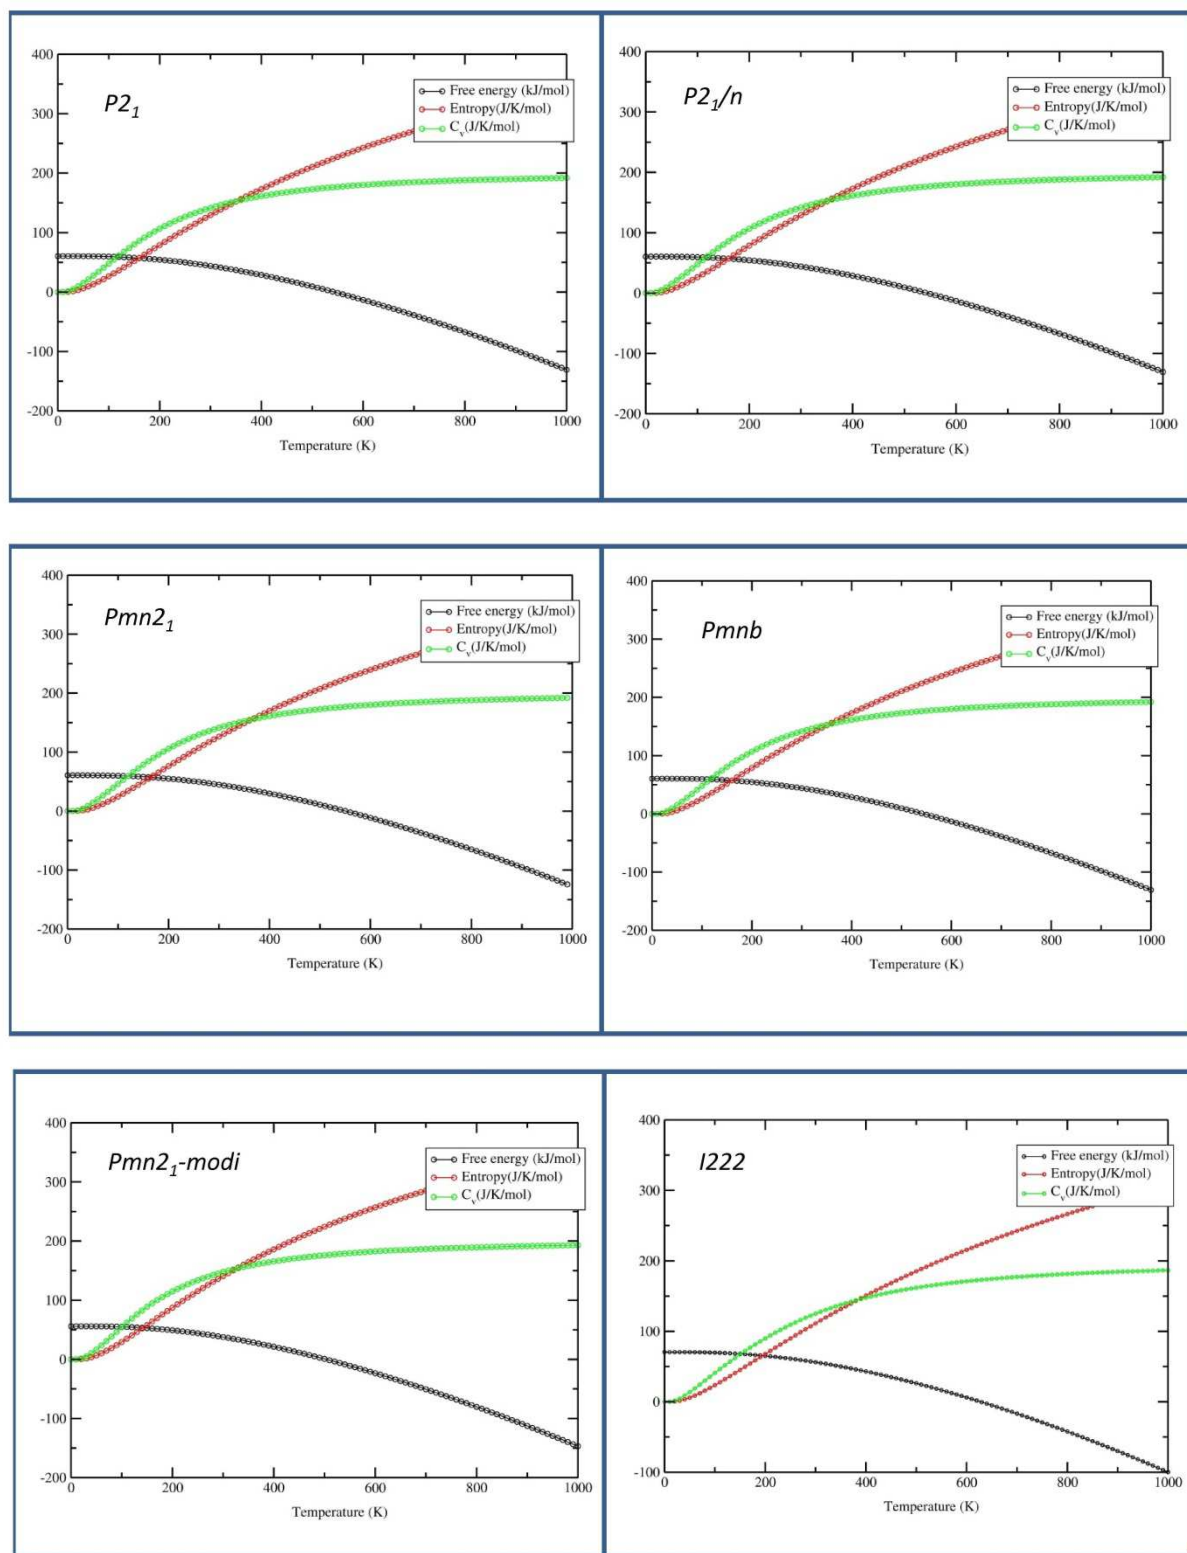 400
300
200
100
0
-100
-200
P2₁
Free energy (kJ/mol)
Entropy(J/K/mol)
Cᵥ(J/K/mol)
0 200 400 600 800 1000
Temperature (K)
400
300
200
100
0
-100
-200
P2₁/n
Free energy (kJ/mol)
Entropy(J/K/mol)
Cᵥ(J/K/mol)
0 200 400 600 800 1000
Temperature (K)
400
300
200
100
0
-100
-200
Pmn2₁
Free energy (kJ/mol)
Entropy(J/K/mol)
Cᵥ(J/K/mol)
0 200 400 600 800 1000
Temperature (K)
400
300
200
100
0
-100
-200
Pmnb
Free energy (kJ/mol)
Entropy(J/K/mol)
Cᵥ(J/K/mol)
0 200 400 600 800 1000
Temperature (K)
400
300
200
100
0
-100
-200
Pmn2₁-modi
Free energy (kJ/mol)
Entropy(J/K/mol)
Cᵥ(J/K/mol)
0 200 400 600 800 1000
Temperature (K)
400
300
200
100
0
-100
I222
Free energy (kJ/mol)
Entropy(J/K/mol)
Cᵥ(J/K/mol)
0 200 400 600 800 1000
Temperature (K)